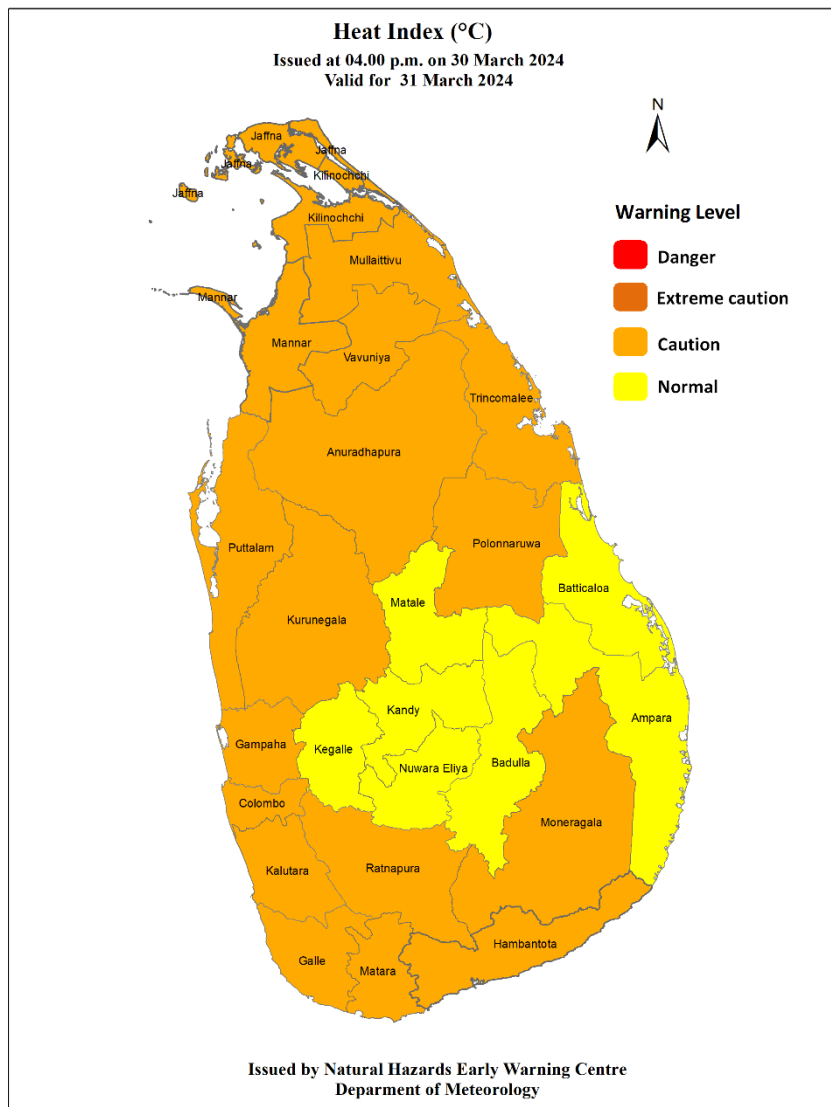 Heat Index (°C)
Issued at 04.00 p.m. on 30 March 2024
Valid for 31 March 2024
N
Warning Level
Danger
Extreme caution
Caution
Normal
Jaffna
Jaffna
Jaffna
Kilinochchi
Jaffna
Kilinochchi
Mullaittivu
Mannar
Mannar
Vavuniya
Trincomalee
Anuradhapura
Puttalam
Polonnaruwa
Batticaloa
Matale
Kurunegala
Kandy
Ampara
Gampaha
Kegalle
Nuwara Eliya
Badulla
Colombo
Moneragala
Kalutara
Ratnapura
Hambantota
Galle
Matara
Issued by Natural Hazards Early Warning Centre
Deparment of Meteorology